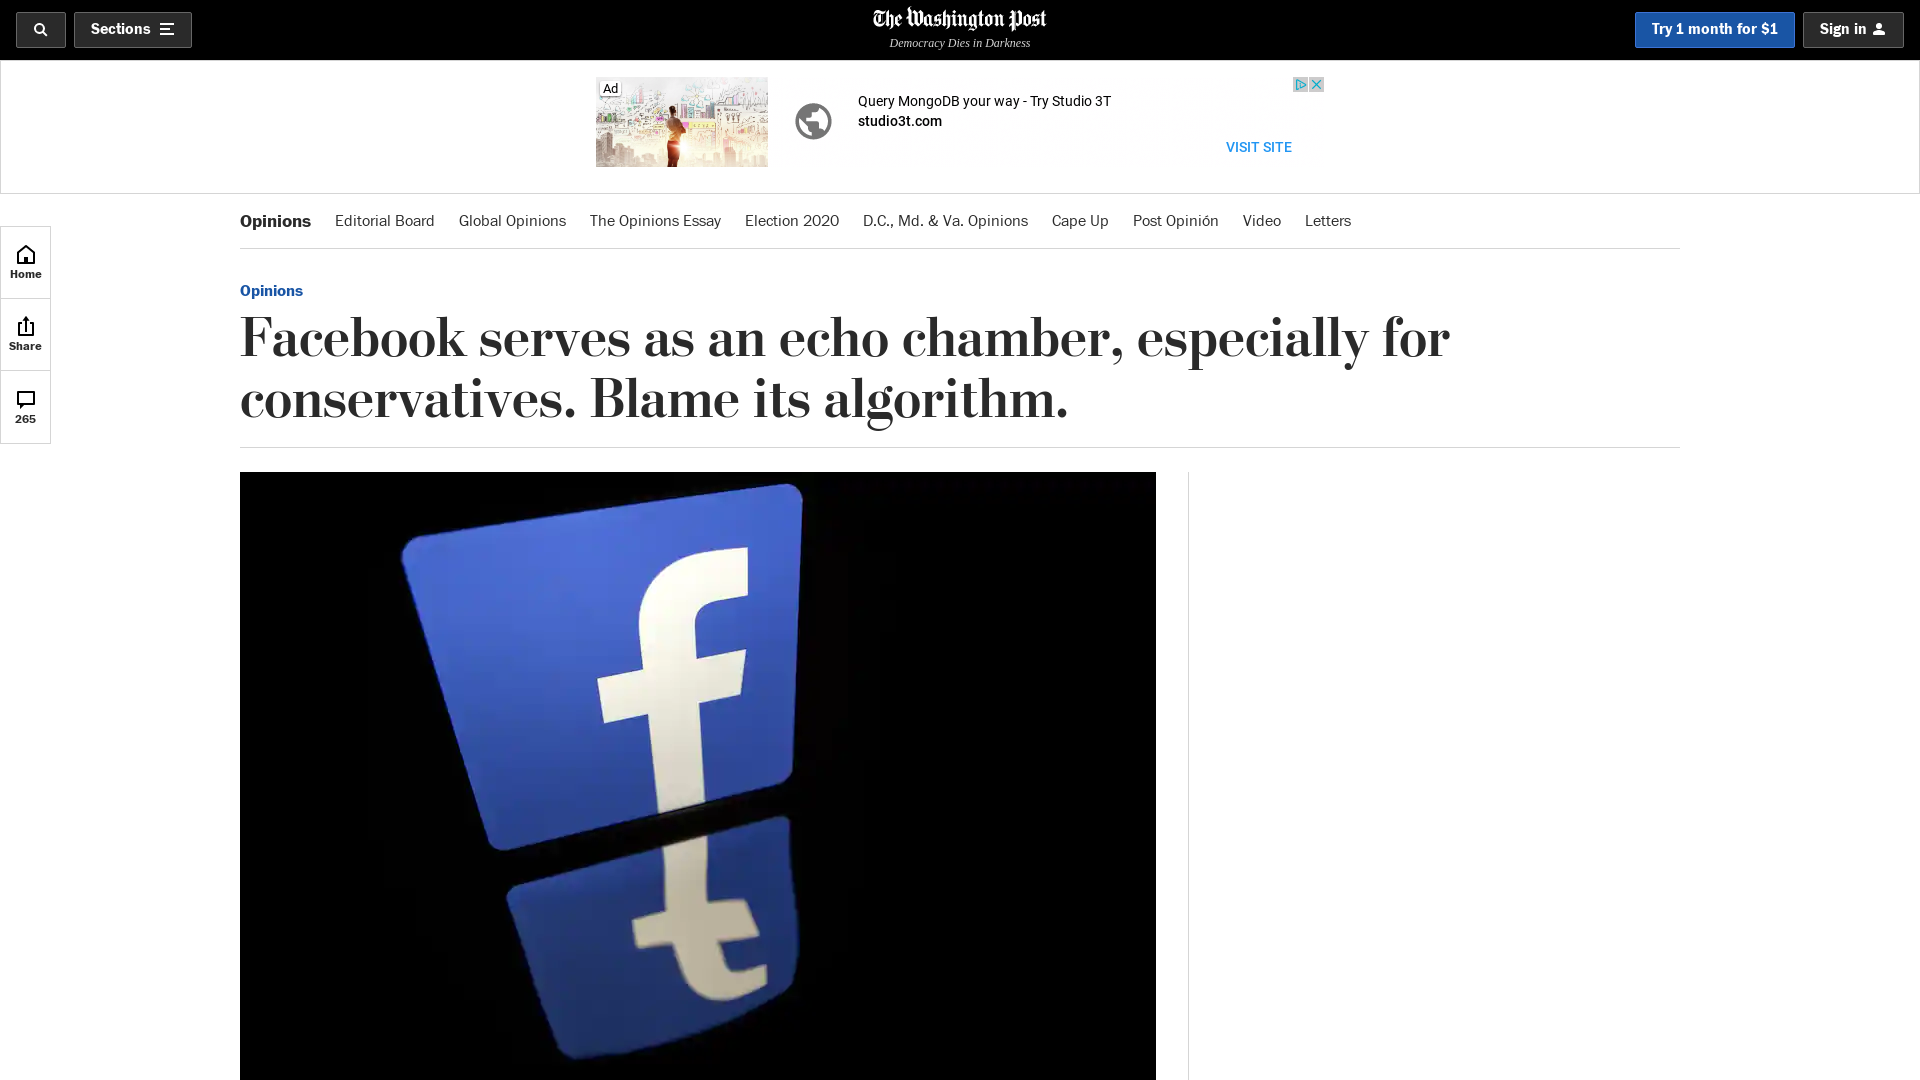 Sections
The Washington Post
Democracy Dies in Darkness
Try 1 month for $1
Sign in
Ad
Query MongoDB your way - Try Studio 3T
studio3t.com
VISIT SITE
Opinions
Editorial Board
Global Opinions
The Opinions Essay
Election 2020
D.C., Md. & Va. Opinions
Cape Up
Post Opinión
Video
Letters
Home
Share
265
Opinions
Facebook serves as an echo chamber, especially for
conservatives. Blame its algorithm.
f